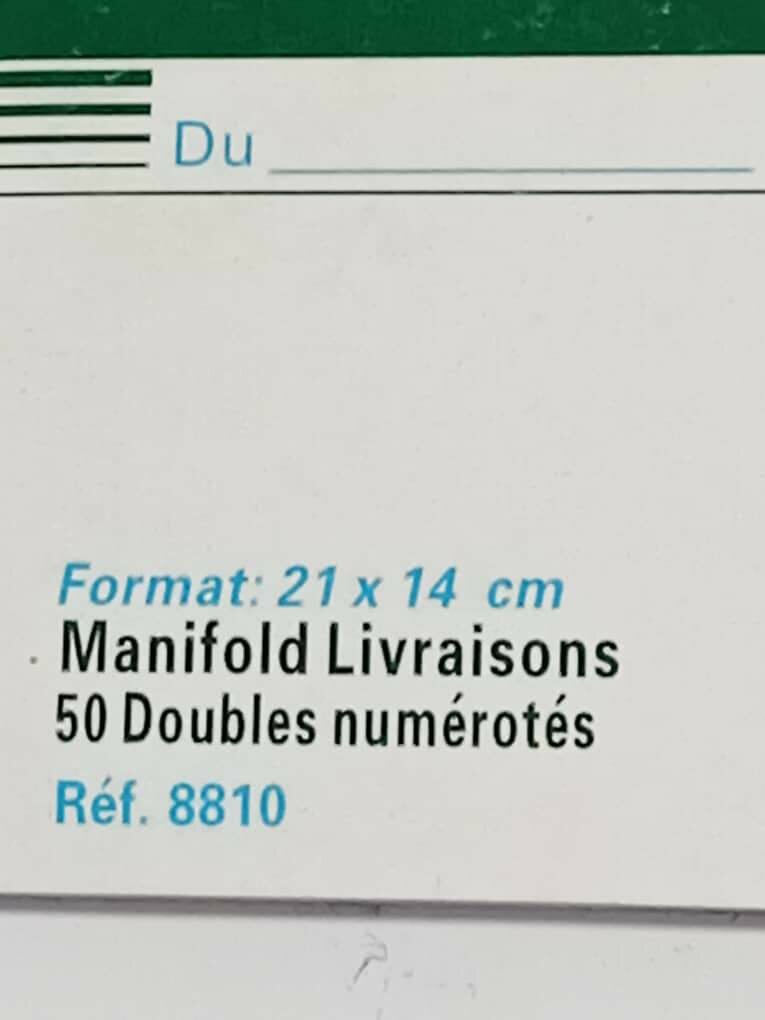 Du
Format: 21 x 14 cm
Manifold Livraisons
50 Doubles numérotés
Réf. 8810